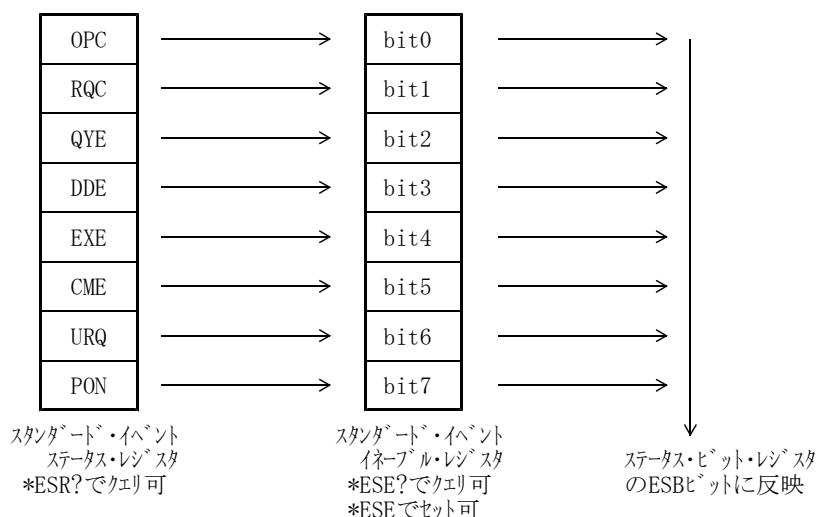 OPC bit0
RQC bit1
QYE bit2
DDE bit3
EXE bit4
CME bit5
URQ bit6
PON bit7
スタンダード・イベント
ステータス・レジスタ
*ESR?でクエリ可
スタンダード・イベント
イネーブル・レジスタ
*ESE?でクエリ可
*ESEでセット可
ステータス・ビット・レジスタ
のESBビットに反映